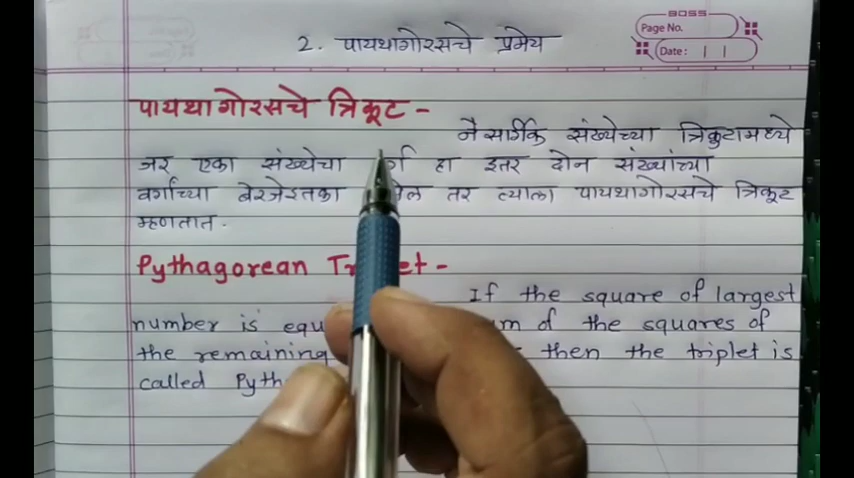 BOSS
Page No.
Date:
2. पायथागोरसचे प्रमेय
पायथागोरसचे त्रिकूट -
नैसर्गिक संख्येच्या त्रिकुटामध्ये
जर एका संख्येचा हा इतर दोन संख्यांच्या
वर्गाच्या बेरजेइतका तर त्याला पायथागोरसचे त्रिकूट
म्हणतात.
Pythagorean -
If the square of largest
number is of the squares of
the remaining then the triplet is
called